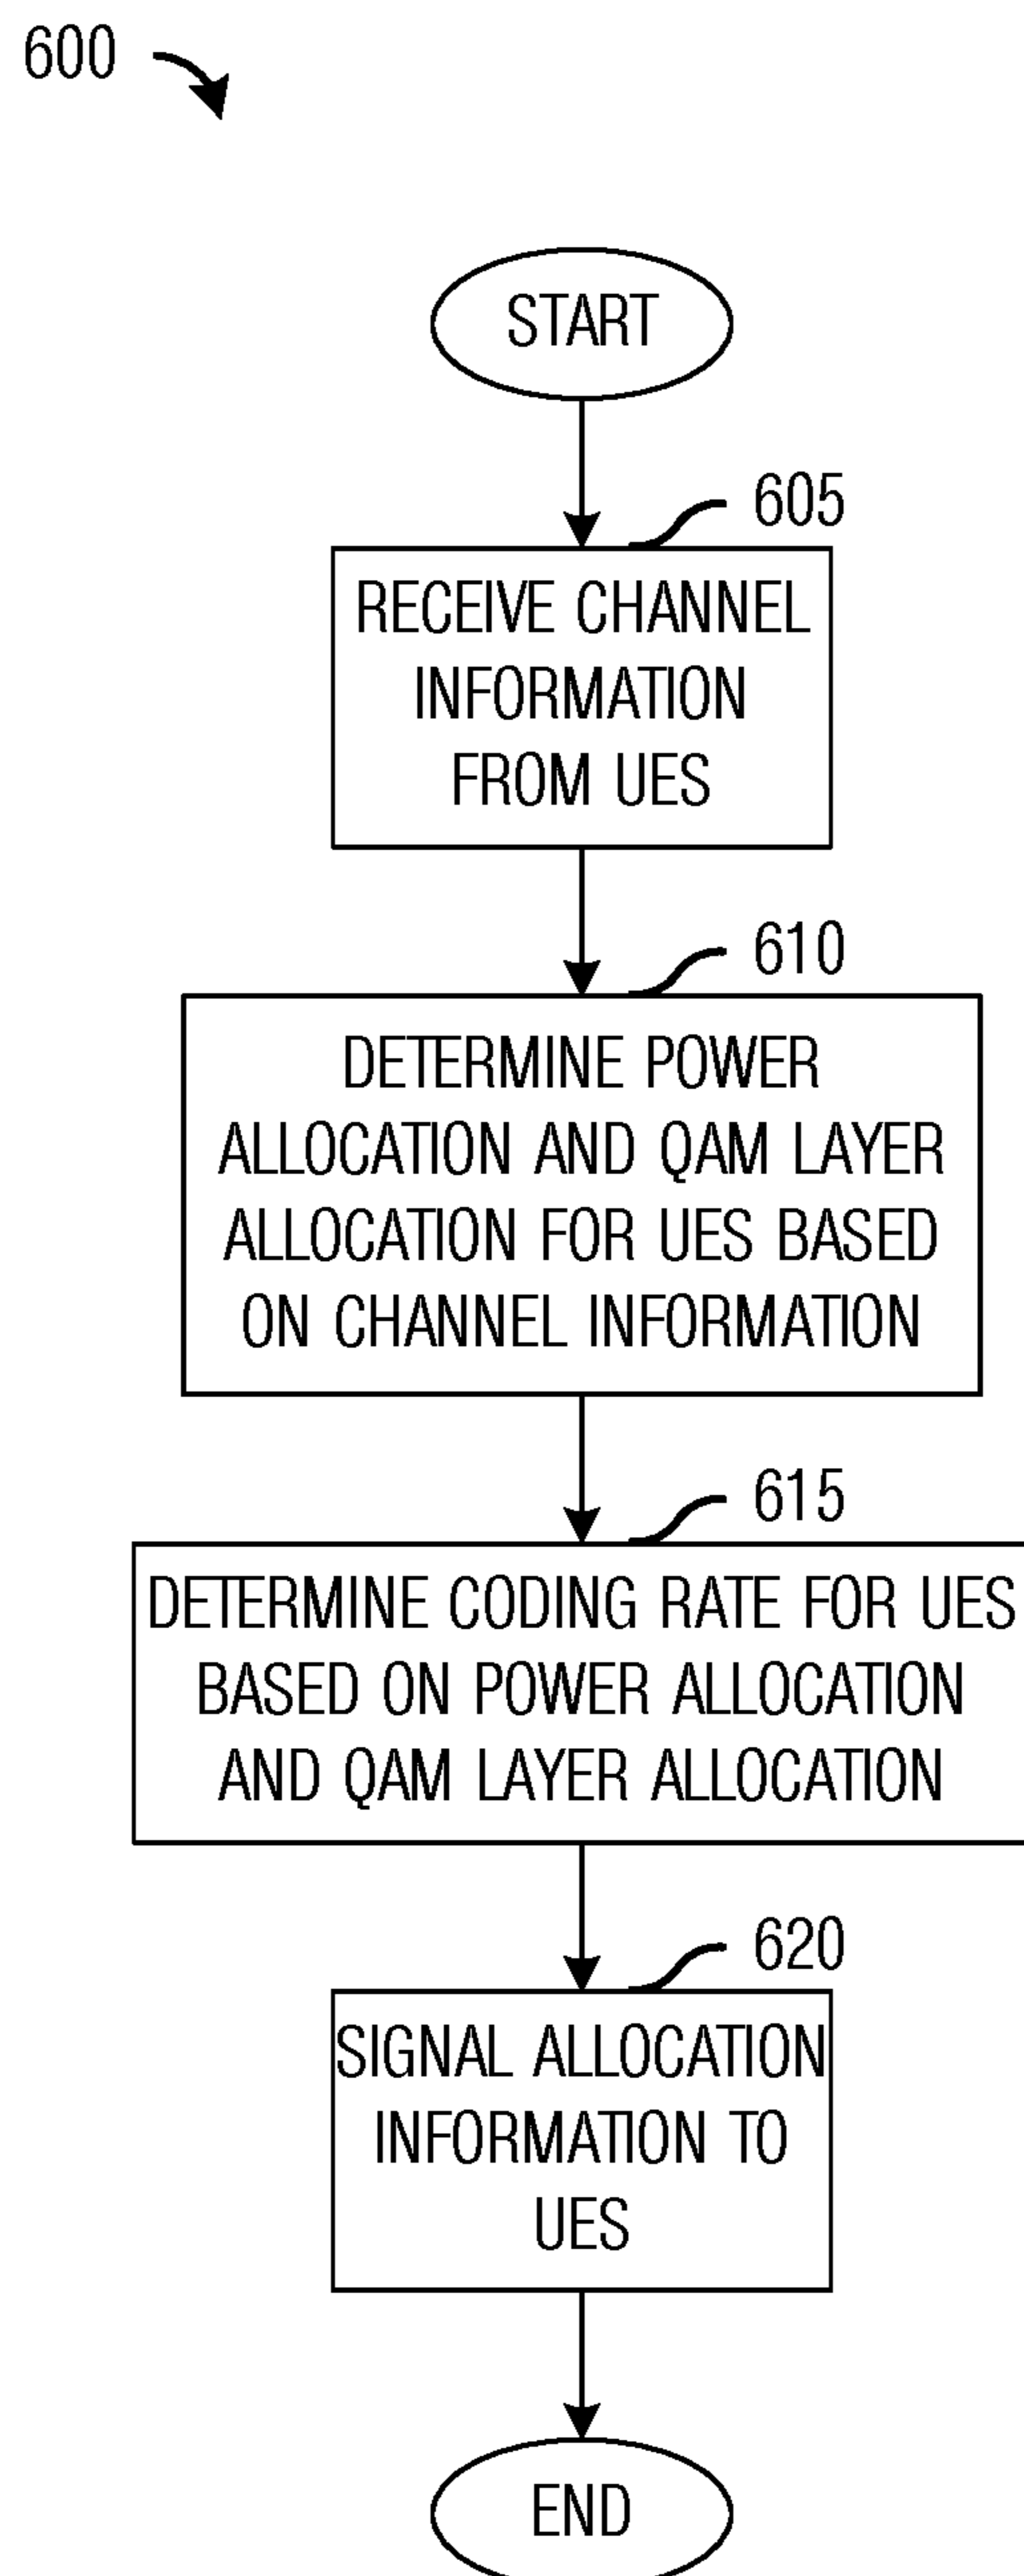 600
START
605
RECEIVE CHANNEL
INFORMATION
FROM UES
610
DETERMINE POWER
ALLOCATION AND QAM LAYER
ALLOCATION FOR UES BASED
ON CHANNEL INFORMATION
615
DETERMINE CODING RATE FOR UES
BASED ON POWER ALLOCATION
AND QAM LAYER ALLOCATION
620
SIGNAL ALLOCATION
INFORMATION TO
UES
END